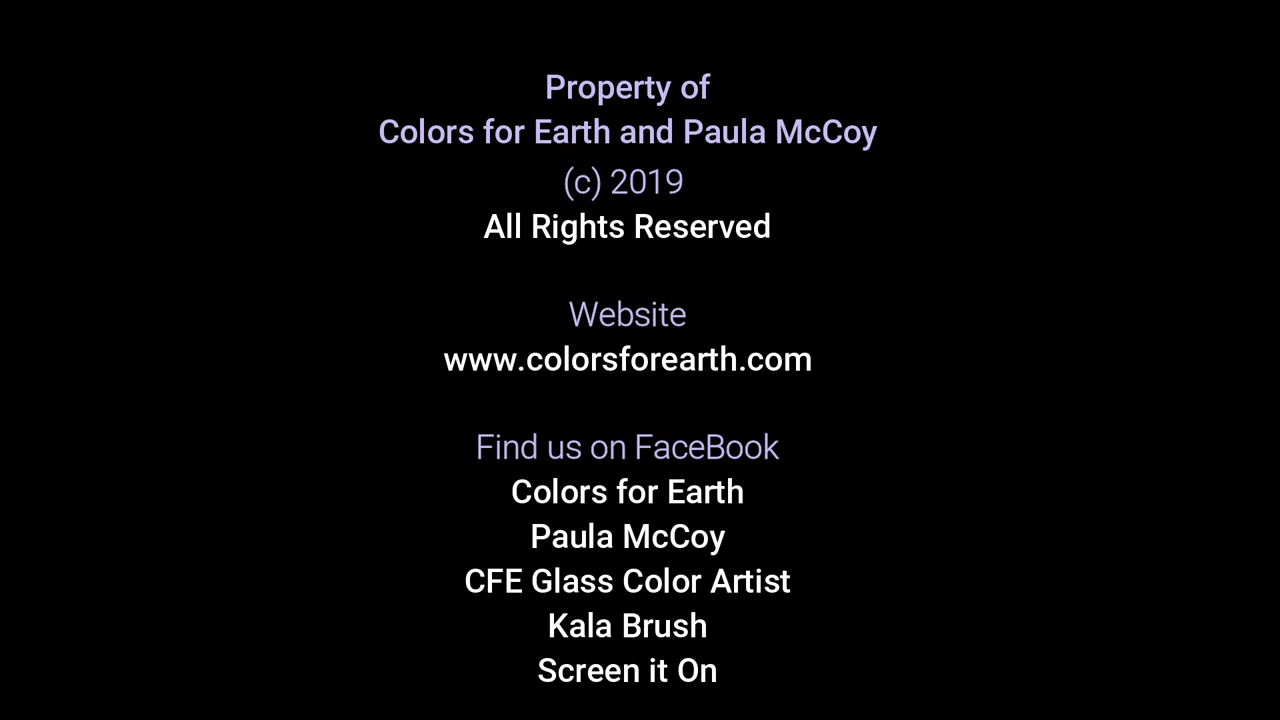 Property of
Colors for Earth and Paula McCoy
(c) 2019
All Rights Reserved
Website
www.colorsforearth.com
Find us on FaceBook
Colors for Earth
Paula McCoy
CFE Glass Color Artist
Kala Brush
Screen it On